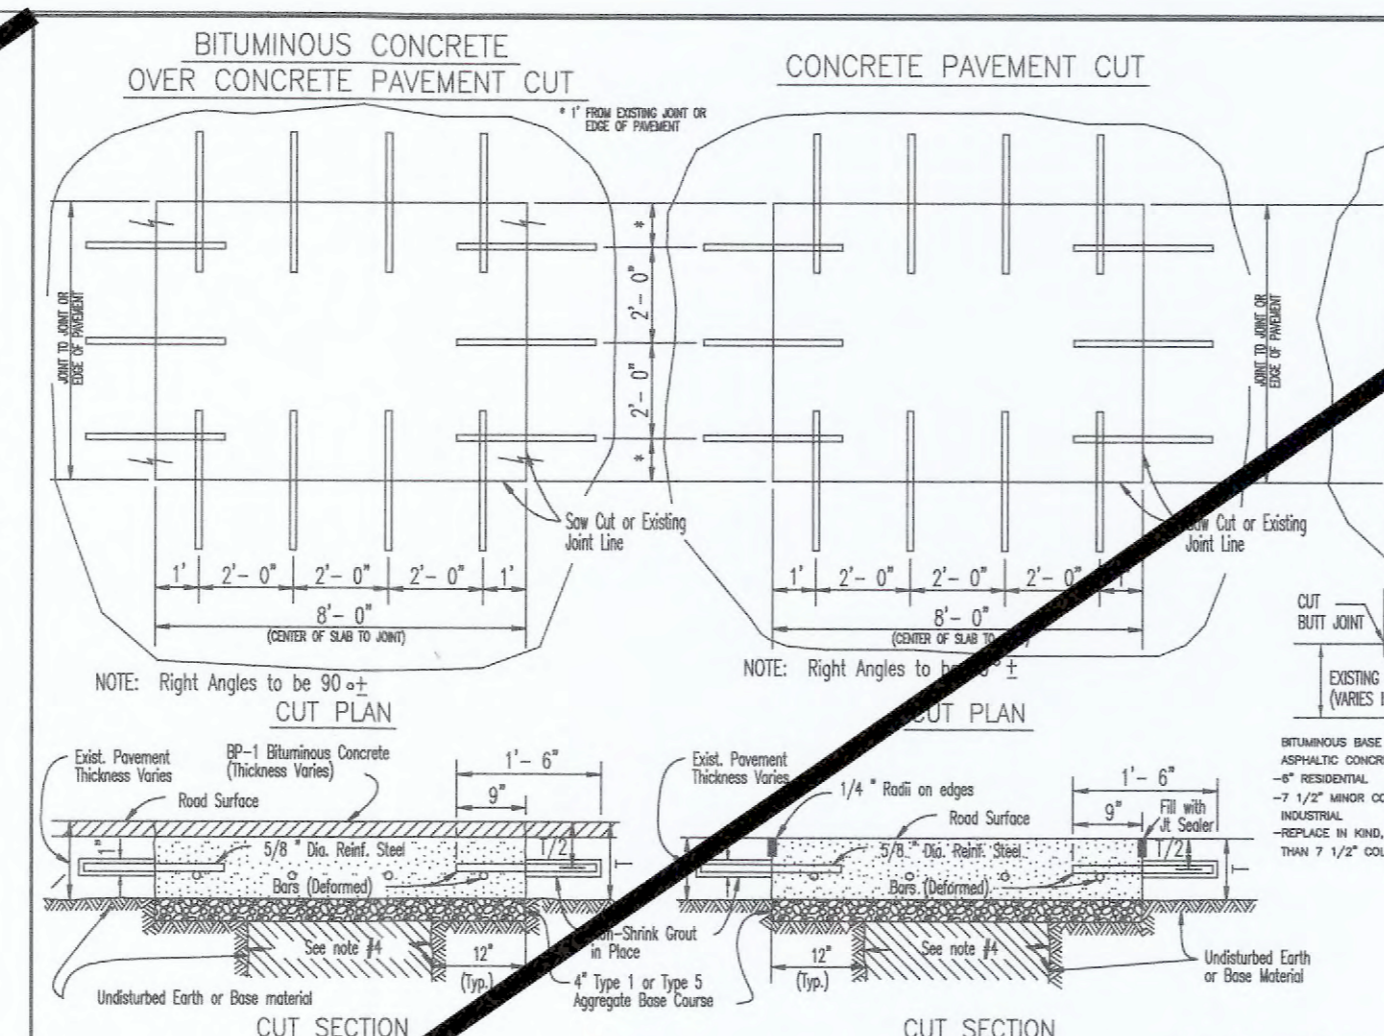 BITUMINOUS CONCRETE
OVER CONCRETE PAVEMENT CUT
* 1' FROM EXISTING JOINT OR
EDGE OF PAVEMENT
JOINT TO JOINT OR
EDGE OF PAVEMENT
*
2'- 0"
2'- 0"
*
Saw Cut or Existing
Joint Line
1' 2'- 0" 2'- 0" 2'- 0" 1'
8'- 0"
(CENTER OF SLAB TO JOINT)
NOTE: Right Angles to be 90°±
CUT PLAN
Exist. Pavement
Thickness Varies
BP-1 Bituminous Concrete
(Thickness Varies)
Road Surface
1'- 6"
9"
1"
5/8 " Dia. Reinf. Steel
Bars (Deformed)
T/2
T
See note #4
12"
(Typ.)
Non-Shrink Grout
in Place
4" Type 1 or Type 5
Aggregate Base Course
Undisturbed Earth or Base material
CUT SECTION
CONCRETE PAVEMENT CUT
JOINT TO JOINT OR
EDGE OF PAVEMENT
Saw Cut or Existing
Joint Line
1' 2'- 0" 2'- 0" 2'- 0" 1'
8'- 0"
(CENTER OF SLAB TO
NOTE: Right Angles to be 90°±
CUT PLAN
Exist. Pavement
Thickness Varies
1/4 " Radii on edges
Road Surface
1'- 6"
9"
Fill with
Jt Sealer
5/8 " Dia. Reinf. Steel
Bars (Deformed)
T/2
T
See note #4
12"
(Typ.)
Undisturbed Earth
or Base Material
CUT SECTION
CUT
BUTT JOINT
EXISTING
(VARIES
BITUMINOUS BASE
ASPHALTIC
-6" RESIDENTIAL
-7 1/2" MINOR
INDUSTRIAL
-REPLACE IN KIND,
THAN 7 1/2"